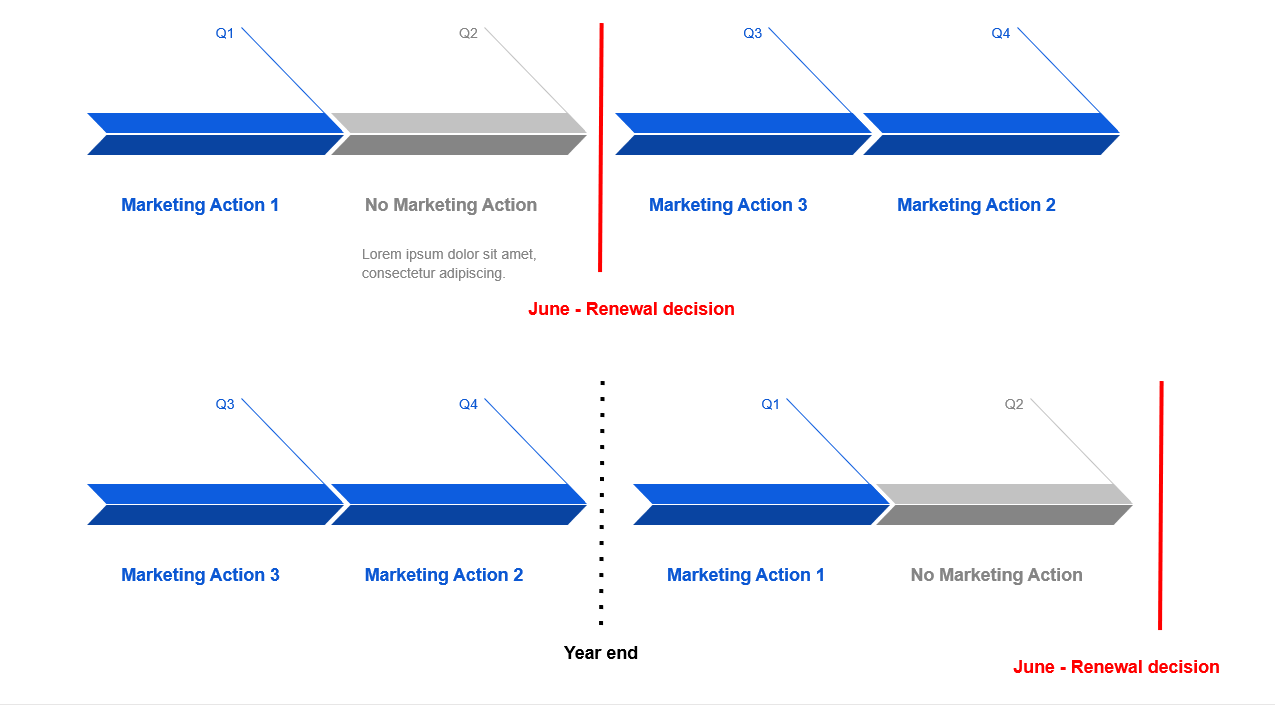 Q1
Q2
Q3
Q4
Marketing Action 1
No Marketing Action
Marketing Action 3
Marketing Action 2
Lorem ipsum dolor sit amet,
consectetur adipiscing.
June - Renewal decision
Q3
Q4
Q1
Q2
Marketing Action 3
Marketing Action 2
Marketing Action 1
No Marketing Action
Year end
June - Renewal decision